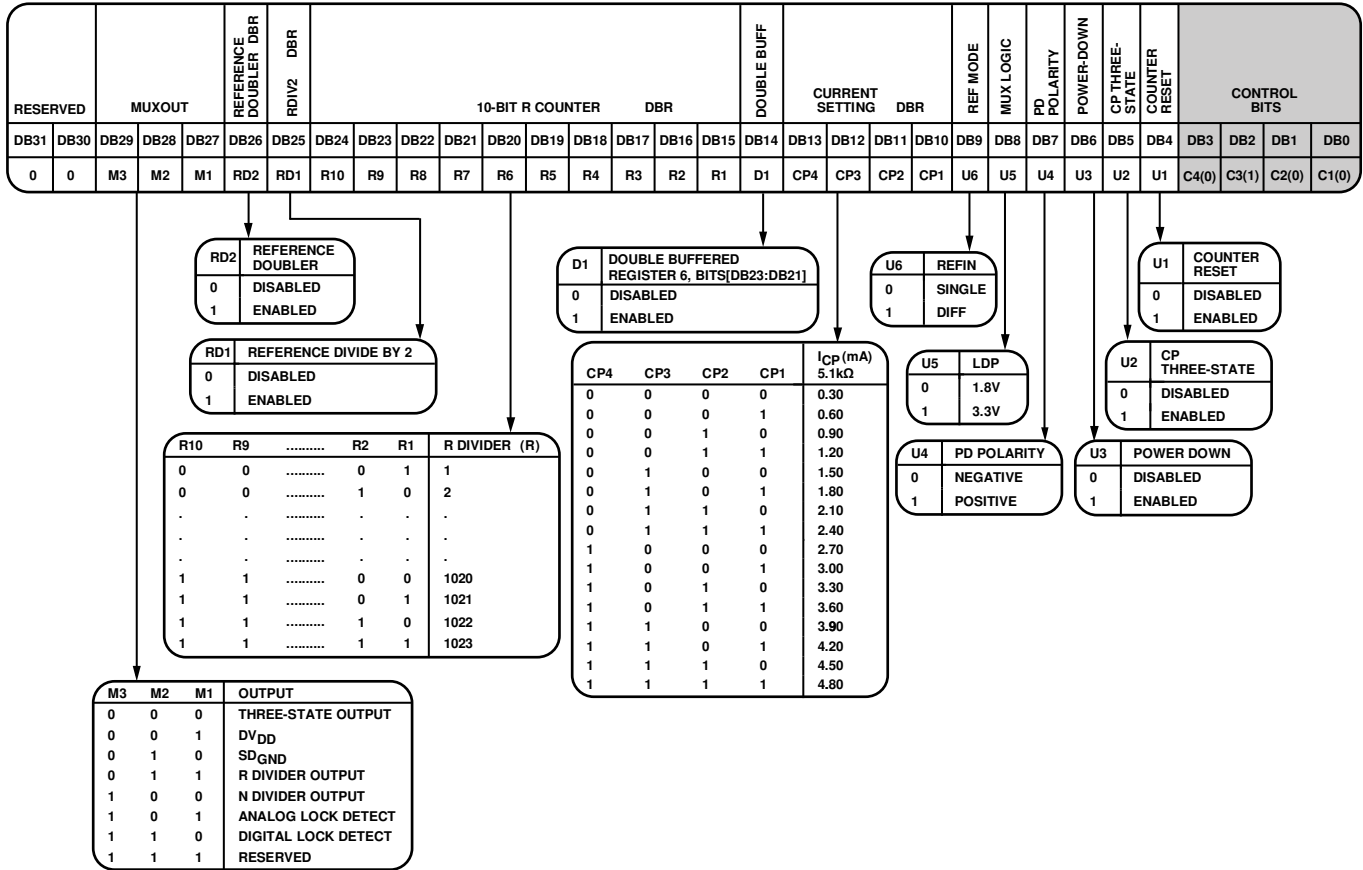 RESERVED MUXOUT REFERENCE DOUBLER DBR RDIV2 DBR 10-BIT R COUNTER DBR DOUBLE BUFF CURRENT SETTING DBR REF MODE MUX LOGIC PD POLARITY POWER-DOWN CP THREE-STATE COUNTER RESET CONTROL BITS
DB31 DB30 DB29 DB28 DB27 DB26 DB25 DB24 DB23 DB22 DB21 DB20 DB19 DB18 DB17 DB16 DB15 DB14 DB13 DB12 DB11 DB10 DB9 DB8 DB7 DB6 DB5 DB4 DB3 DB2 DB1 DB0
0 0 M3 M2 M1 RD2 RD1 R10 R9 R8 R7 R6 R5 R4 R3 R2 R1 D1 CP4 CP3 CP2 CP1 U6 U5 U4 U3 U2 U1 C4(0) C3(1) C2(0) C1(0)
RD2 REFERENCE DOUBLER
0 DISABLED
1 ENABLED
RD1 REFERENCE DIVIDE BY 2
0 DISABLED
1 ENABLED
R10 R9 .......... R2 R1 R DIVIDER (R)
0 0 .......... 0 1 1
0 0 .......... 1 0 2
. . .......... . . .
. . .......... . . .
. . .......... . . .
1 1 .......... 0 0 1020
1 1 .......... 0 1 1021
1 1 .......... 1 0 1022
1 1 .......... 1 1 1023
M3 M2 M1 OUTPUT
0 0 0 THREE-STATE OUTPUT
0 0 1 DVDD
0 1 0 SDGND
0 1 1 R DIVIDER OUTPUT
1 0 0 N DIVIDER OUTPUT
1 0 1 ANALOG LOCK DETECT
1 1 0 DIGITAL LOCK DETECT
1 1 1 RESERVED
D1 DOUBLE BUFFERED
REGISTER 6, BITS[DB23:DB21]
0 DISABLED
1 ENABLED
CP4 CP3 CP2 CP1 ICP (mA) 5.1kΩ
0 0 0 0 0.30
0 0 0 1 0.60
0 0 1 0 0.90
0 0 1 1 1.20
0 1 0 0 1.50
0 1 0 1 1.80
0 1 1 0 2.10
0 1 1 1 2.40
1 0 0 0 2.70
1 0 0 1 3.00
1 0 1 0 3.30
1 0 1 1 3.60
1 1 0 0 3.90
1 1 0 1 4.20
1 1 1 0 4.50
1 1 1 1 4.80
U6 REFIN
0 SINGLE
1 DIFF
U5 LDP
0 1.8V
1 3.3V
U4 PD POLARITY
0 NEGATIVE
1 POSITIVE
U3 POWER DOWN
0 DISABLED
1 ENABLED
U2 CP THREE-STATE
0 DISABLED
1 ENABLED
U1 COUNTER RESET
0 DISABLED
1 ENABLED